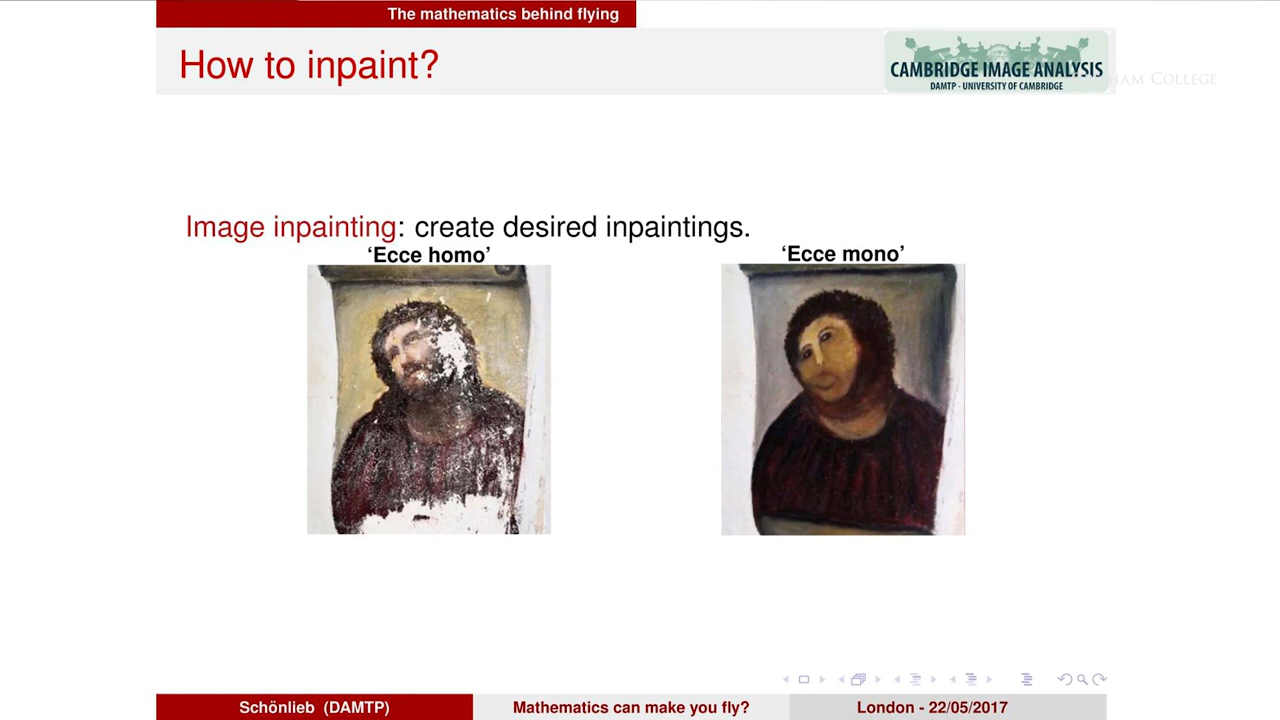 The mathematics behind flying
How to inpaint?
CAMBRIDGE IMAGE ANALYSIS
DAMTP - UNIVERSITY OF CAMBRIDGE
COLLEGE
Image inpainting: create desired inpaintings.
‘Ecce homo’
‘Ecce mono’
Schönlieb (DAMTP)
Mathematics can make you fly?
London - 22/05/2017